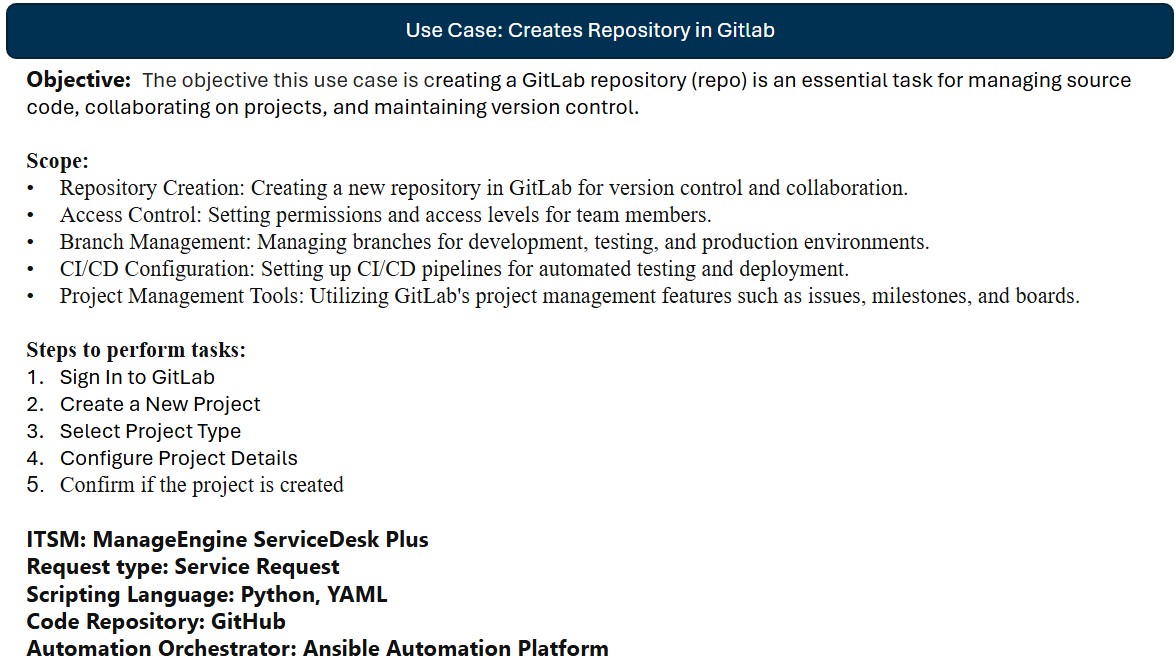 Use Case: Creates Repository in Gitlab
Objective: The objective this use case is creating a GitLab repository (repo) is an essential task for managing source
code, collaborating on projects, and maintaining version control.
Scope:
• Repository Creation: Creating a new repository in GitLab for version control and collaboration.
• Access Control: Setting permissions and access levels for team members.
• Branch Management: Managing branches for development, testing, and production environments.
• CI/CD Configuration: Setting up CI/CD pipelines for automated testing and deployment.
• Project Management Tools: Utilizing GitLab's project management features such as issues, milestones, and boards.
Steps to perform tasks:
1. Sign In to GitLab
2. Create a New Project
3. Select Project Type
4. Configure Project Details
5. Confirm if the project is created
ITSM: ManageEngine ServiceDesk Plus
Request type: Service Request
Scripting Language: Python, YAML
Code Repository: GitHub
Automation Orchestrator: Ansible Automation Platform